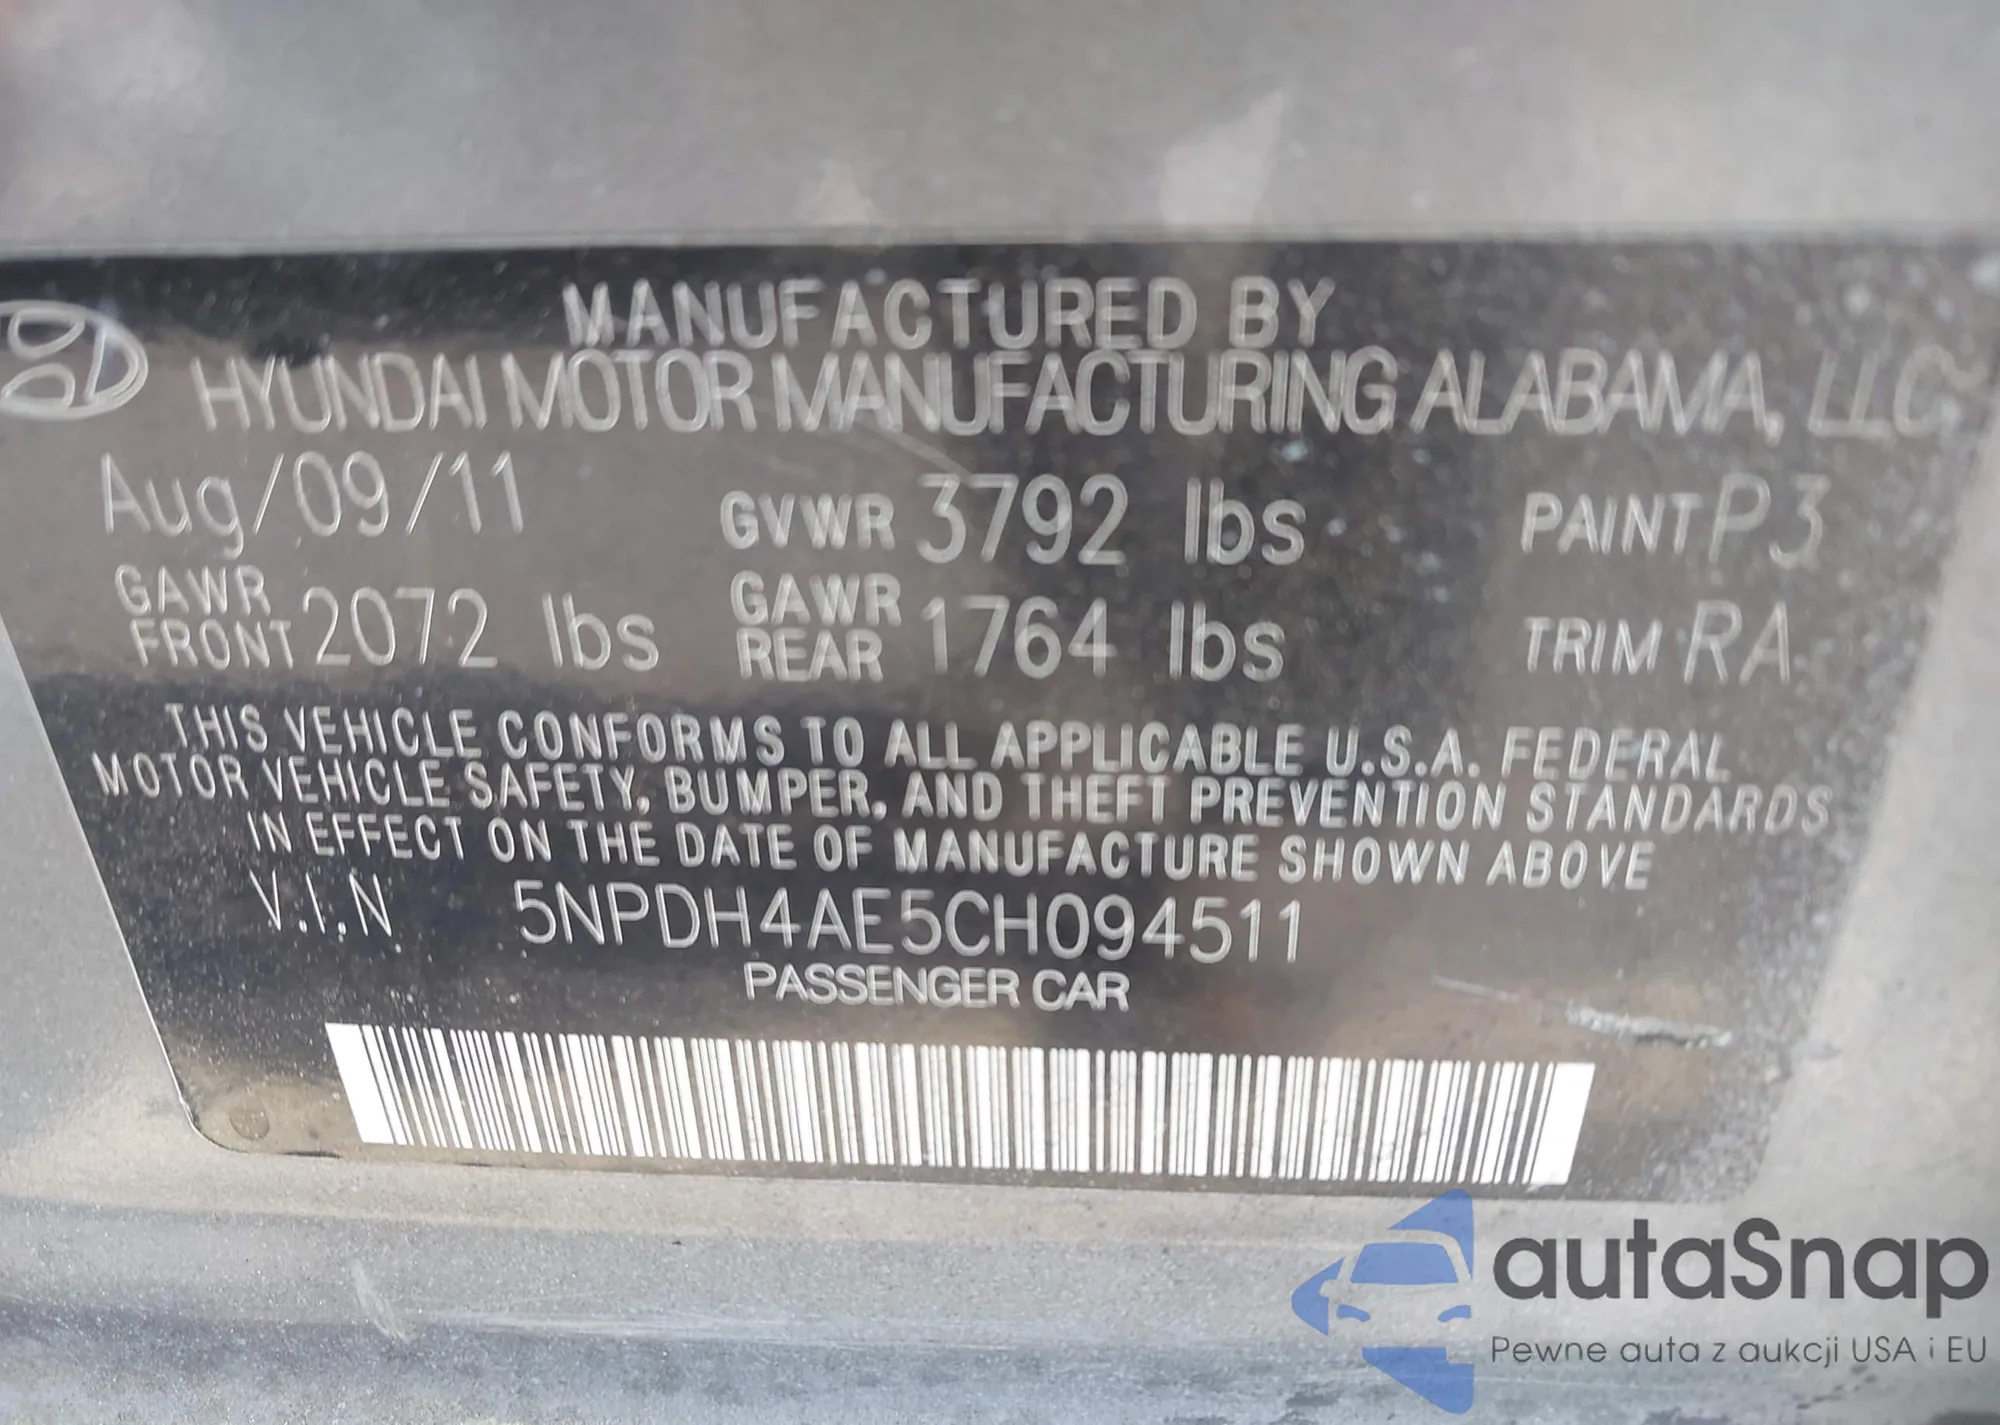 MANUFACTURED BY
HYUNDAI MOTOR MANUFACTURING ALABAMA, LLC
Aug/09/11 GVWR 3792 lbs PAINT P3
GAWR FRONT 2072 lbs GAWR REAR 1764 lbs TRIM RA
THIS VEHICLE CONFORMS TO ALL APPLICABLE U.S.A. FEDERAL
MOTOR VEHICLE SAFETY, BUMPER, AND THEFT PREVENTION STANDARDS
IN EFFECT ON THE DATE OF MANUFACTURE SHOWN ABOVE
V.I.N 5NPDH4AE5CH094511
PASSENGER CAR
autaSnap
Pewne auta z aukcji USA i EU